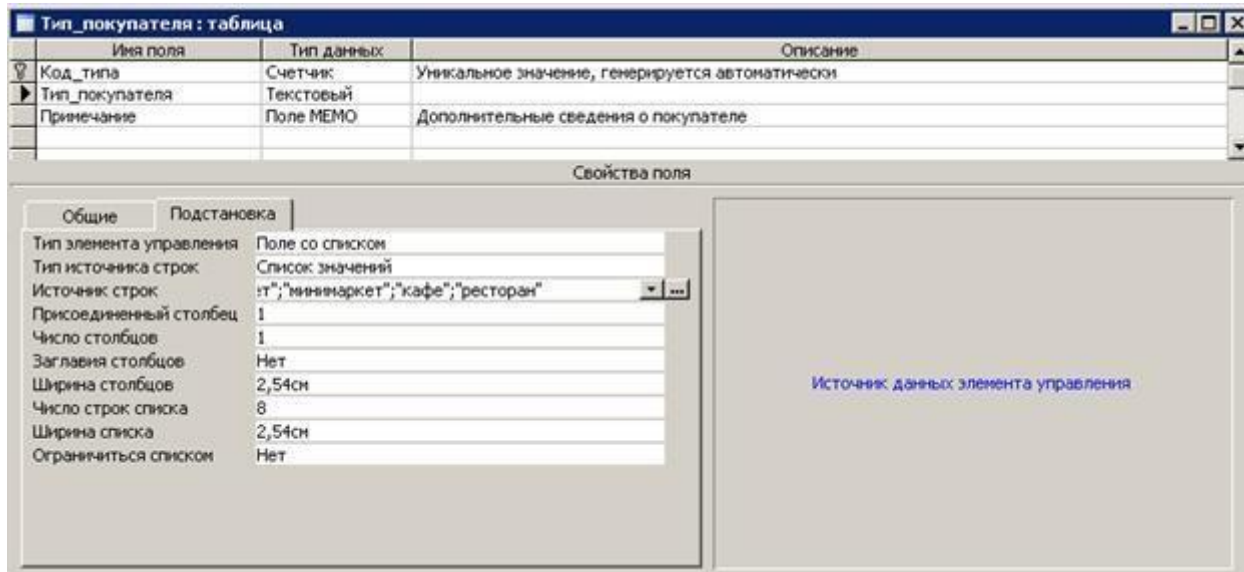 Тип_покупателя : таблица
Имя поля Тип данных Описание
Код_типа Счетчик Уникальное значение, генерируется автоматически
Тип_покупателя Текстовый
Примечание Поле MEMO Дополнительные сведения о покупателе
Свойства поля
Общие Подстановка
Тип элемента управления Поле со списком
Тип источника строк Список значений
Источник строк ет";"минимаркет";"кафе";"ресторан"
Присоединенный столбец 1
Число столбцов 1
Заглавия столбцов Нет
Ширина столбцов 2,54см
Число строк списка 8
Ширина списка 2,54см
Ограничиться списком Нет
Источник данных элемента управления